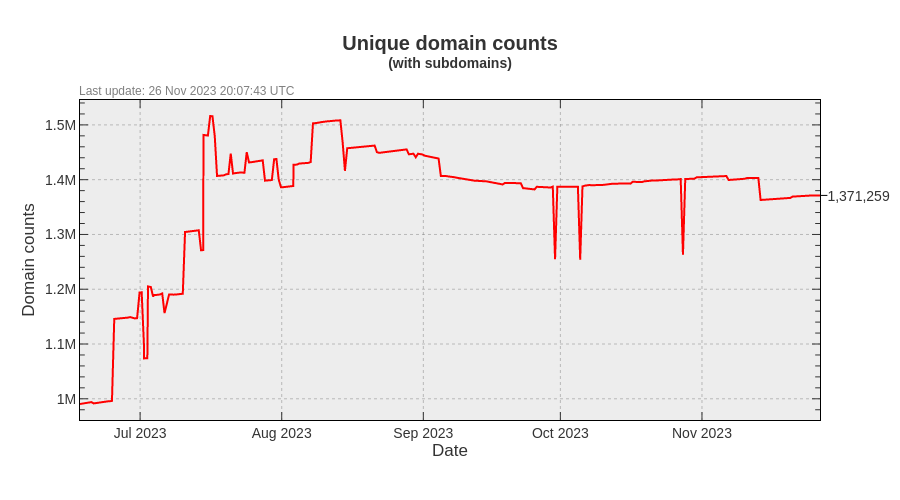 Unique domain counts
(with subdomains)
Last update: 26 Nov 2023 20:07:43 UTC
1.5M
1.4M
1.3M
1.2M
1.1M
1M
Domain counts
1,371,259
Jul 2023
Aug 2023
Sep 2023
Oct 2023
Nov 2023
Date